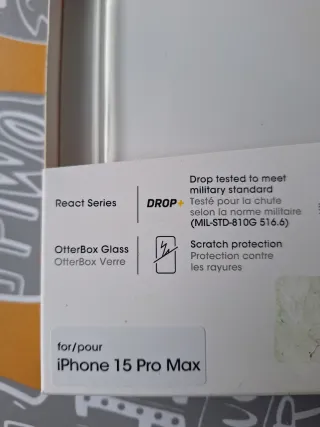 React Series
DROP+
Drop tested to meet
military standard
Testé pour la chute
selon la norme militaire
(MIL-STD-810G 516.6)
OtterBox Glass
OtterBox Verre
Scratch protection
Protection contre
les rayures
for/pour
iPhone 15 Pro Max